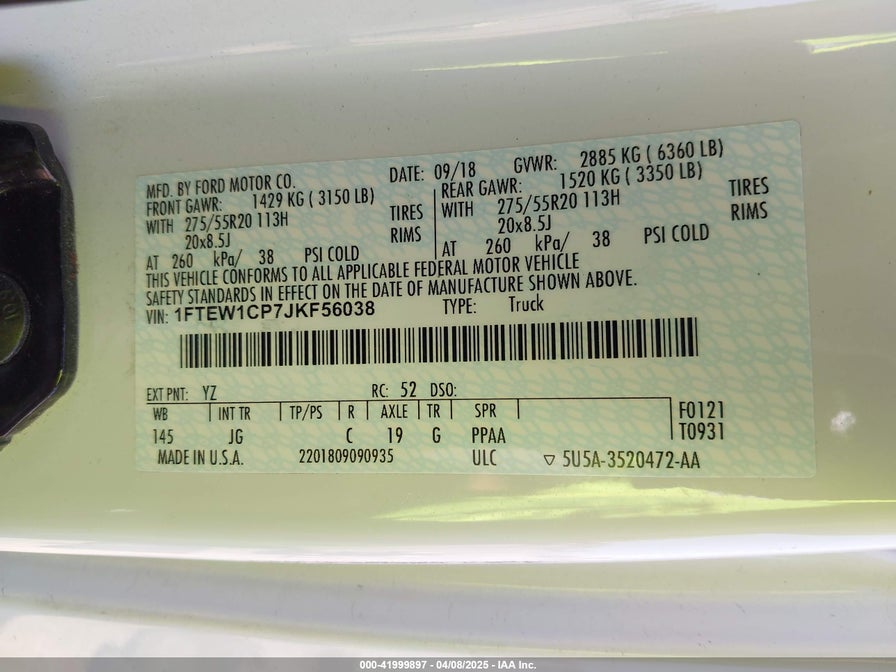 MFD. BY FORD MOTOR CO.
DATE: 09/18 GVWR: 2885 KG ( 6360 LB)
FRONT GAWR: 1429 KG ( 3150 LB)
WITH 275/55R20 113H TIRES
20x8.5J RIMS
AT 260 kPa/ 38 PSI COLD
REAR GAWR: 1520 KG ( 3350 LB)
WITH 275/55R20 113H TIRES
20x8.5J RIMS
AT 260 kPa/ 38 PSI COLD
THIS VEHICLE CONFORMS TO ALL APPLICABLE FEDERAL MOTOR VEHICLE
SAFETY STANDARDS IN EFFECT ON THE DATE OF MANUFACTURE SHOWN ABOVE.
VIN: 1FTEW1CP7JKF56038 TYPE: Truck
EXT PNT: YZ RC: 52 DSO:
WB INT TR TP/PS R AXLE TR SPR F0121
145 JG C 19 G PPAA T0931
MADE IN U.S.A. 2201809090935 ULC ▽ 5U5A-3520472-AA
000-41999897 - 04/08/2025 - IAA Inc.